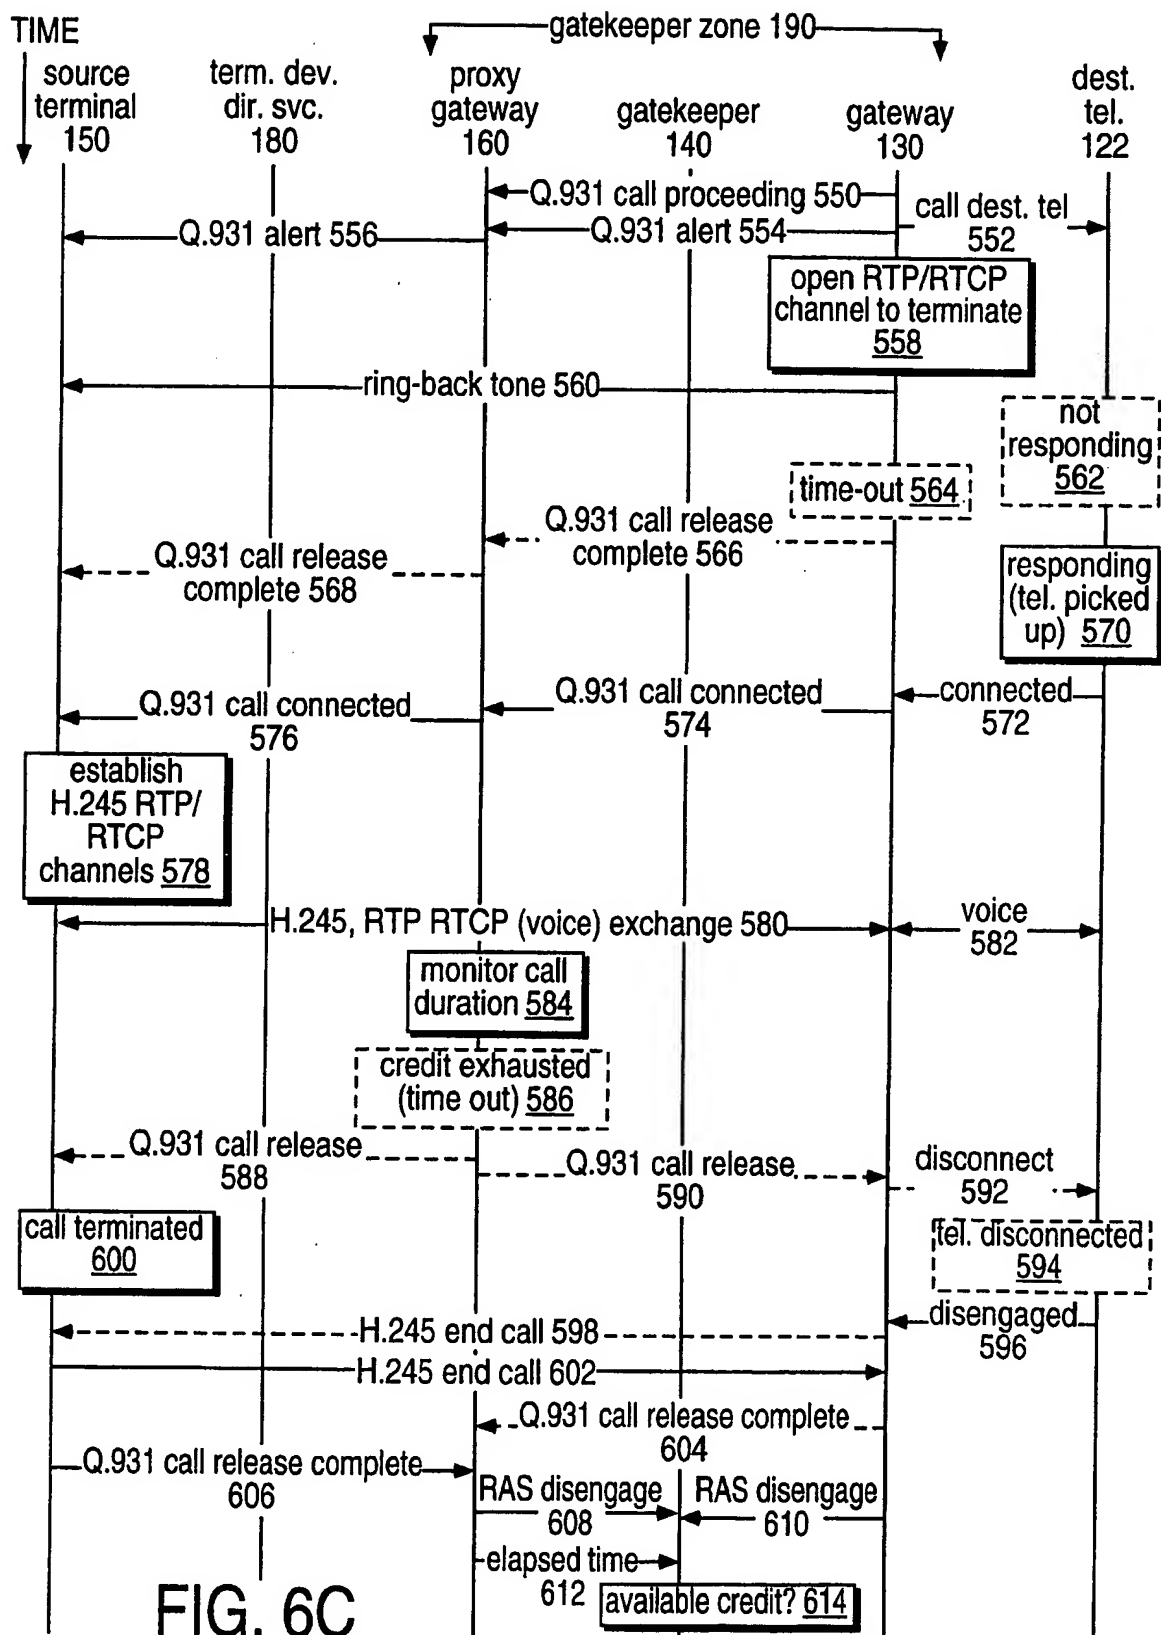 TIME
gatekeeper zone 190
source
terminal
150
term. dev.
dir. svc.
180
proxy
gateway
160
gatekeeper
140
gateway
130
dest.
tel.
122
Q.931 call proceeding 550
call dest. tel
552
Q.931 alert 556
Q.931 alert 554
open RTP/RTCP
channel to terminate
558
ring-back tone 560
not
responding
562
time-out 564
Q.931 call release
complete 566
Q.931 call release
complete 568
responding
(tel. picked
up) 570
Q.931 call connected
576
Q.931 call connected
574
connected
572
establish
H.245 RTP/
RTCP
channels 578
H.245, RTP RTCP (voice) exchange 580
voice
582
monitor call
duration 584
credit exhausted
(time out) 586
Q.931 call release
588
Q.931 call release
590
disconnect
592
call terminated
600
tel. disconnected
594
H.245 end call 598
disengaged
596
H.245 end call 602
Q.931 call release complete
604
Q.931 call release complete
606
RAS disengage
608
RAS disengage
610
elapsed time
612
available credit? 614
FIG. 6C